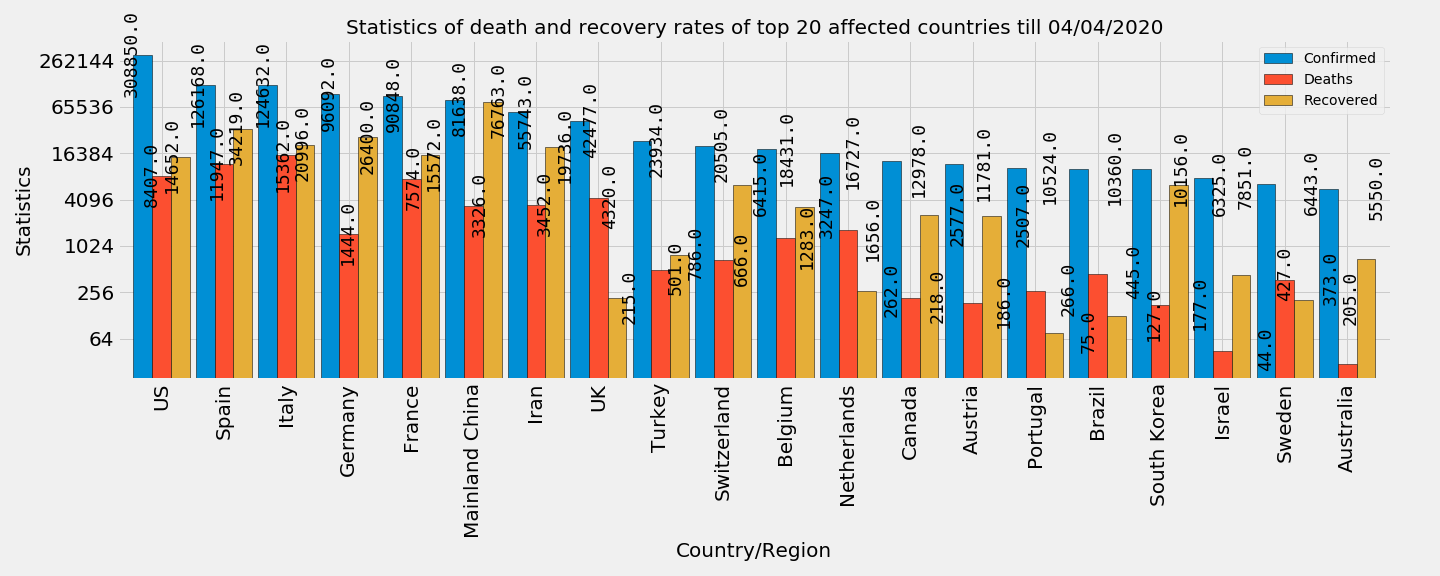 Statistics of death and recovery rates of top 20 affected countries till 04/04/2020
Confirmed
Deaths
Recovered
Statistics
262144
65536
16384
4096
1024
256
64
308850.0
8407.0
14652.0
126168.0
11947.0
34219.0
124632.0
15362.0
20996.0
96092.0
1444.0
26400.0
90848.0
7574.0
15572.0
81638.0
3326.0
76763.0
55743.0
3452.0
19736.0
42477.0
4320.0
215.0
23934.0
501.0
786.0
20505.0
666.0
6415.0
18431.0
1283.0
3247.0
16727.0
1656.0
262.0
12978.0
218.0
2577.0
11781.0
186.0
2507.0
10524.0
266.0
75.0
10360.0
445.0
127.0
10156.0
177.0
6325.0
7851.0
44.0
427.0
6443.0
373.0
205.0
5550.0
US
Spain
Italy
Germany
France
Mainland China
Iran
UK
Turkey
Switzerland
Belgium
Netherlands
Canada
Austria
Portugal
Brazil
South Korea
Israel
Sweden
Australia
Country/Region